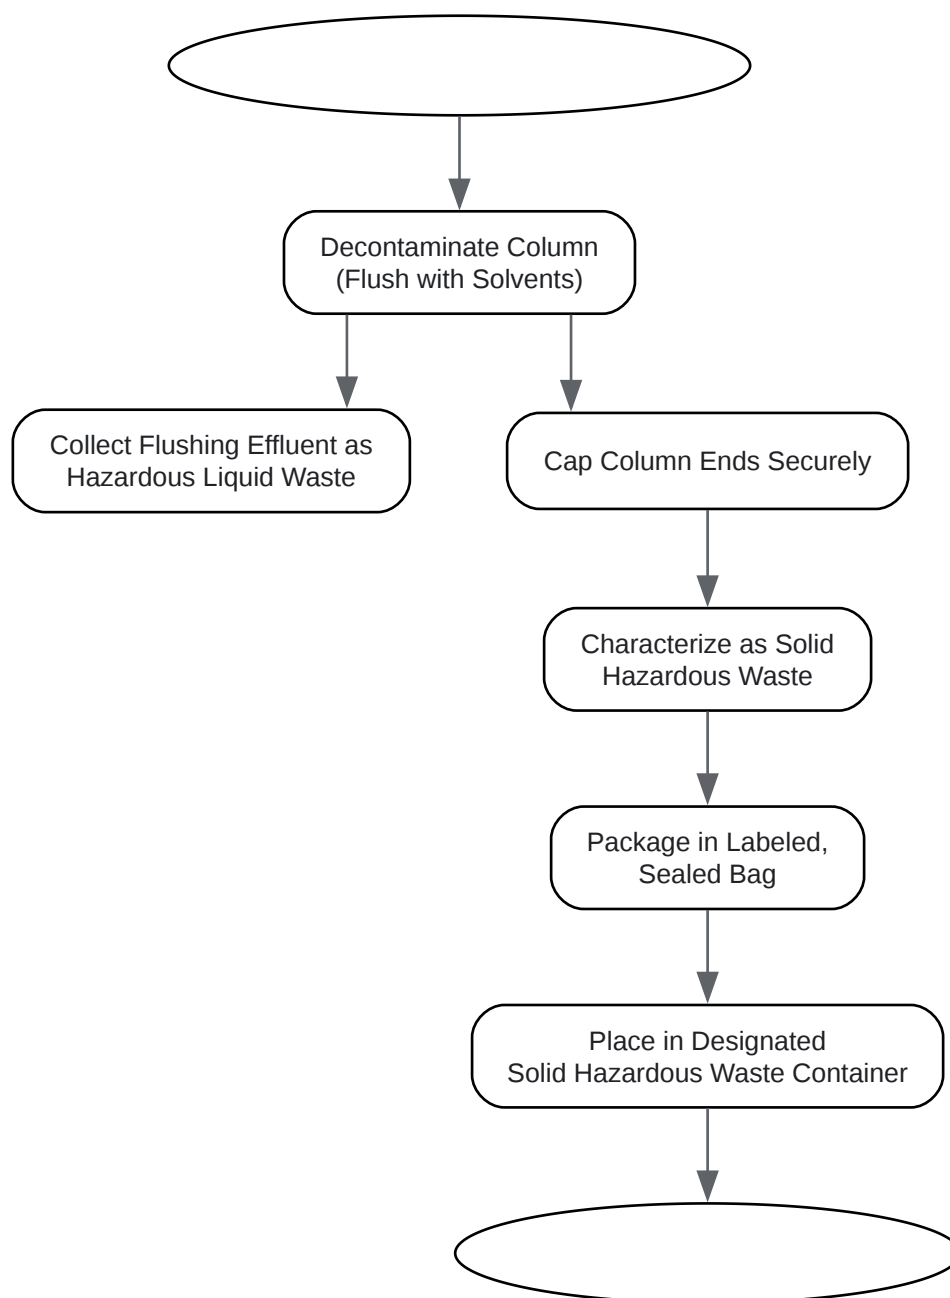 Decontaminate Column
(Flush with Solvents)
Collect Flushing Effluent as
Hazardous Liquid Waste
Cap Column Ends Securely
Characterize as Solid
Hazardous Waste
Package in Labeled,
Sealed Bag
Place in Designated
Solid Hazardous Waste Container